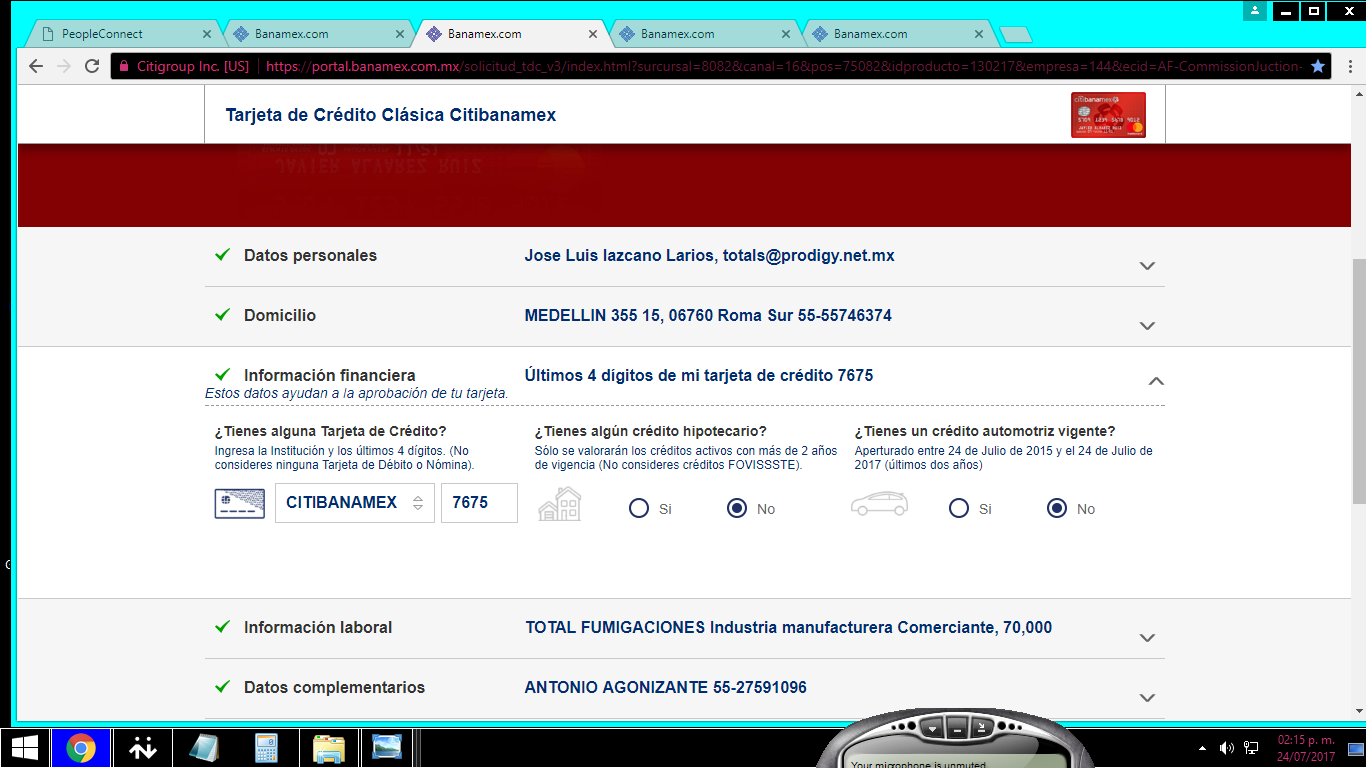 PeopleConnect
Banamex.com
Banamex.com
Banamex.com
Banamex.com
Citigroup Inc. [US] https://portal.banamex.com.mx/solicitud_tdc_v3/index.html?surcursal=8082&canal=16&pos=75082&idproducto=130217&empresa=144&ecid=AF-CommissionJuction-
Tarjeta de Crédito Clásica Citibanamex
citibanamex
JAVIER ALVAREZ RUIZ
Datos personales
Jose Luis lazcano Larios, totals@prodigy.net.mx
Domicilio
MEDELLIN 355 15, 06760 Roma Sur 55-55746374
Información financiera
Últimos 4 dígitos de mi tarjeta de crédito 7675
Estos datos ayudan a la aprobación de tu tarjeta.
¿Tienes alguna Tarjeta de Crédito?
Ingresa la Institución y los últimos 4 dígitos. (No
consideres ninguna Tarjeta de Débito o Nómina).
CITIBANAMEX
7675
¿Tienes algún crédito hipotecario?
Sólo se valorarán los créditos activos con más de 2 años
de vigencia (No consideres créditos FOVISSSTE).
Si
No
¿Tienes un crédito automotriz vigente?
Aperturado entre 24 de Julio de 2015 y el 24 de Julio de
2017 (últimos dos años)
Si
No
Información laboral
TOTAL FUMIGACIONES Industria manufacturera Comerciante, 70,000
Datos complementarios
ANTONIO AGONIZANTE 55-27591096
Your microphone is unmuted
02:15 p. m.
24/07/2017